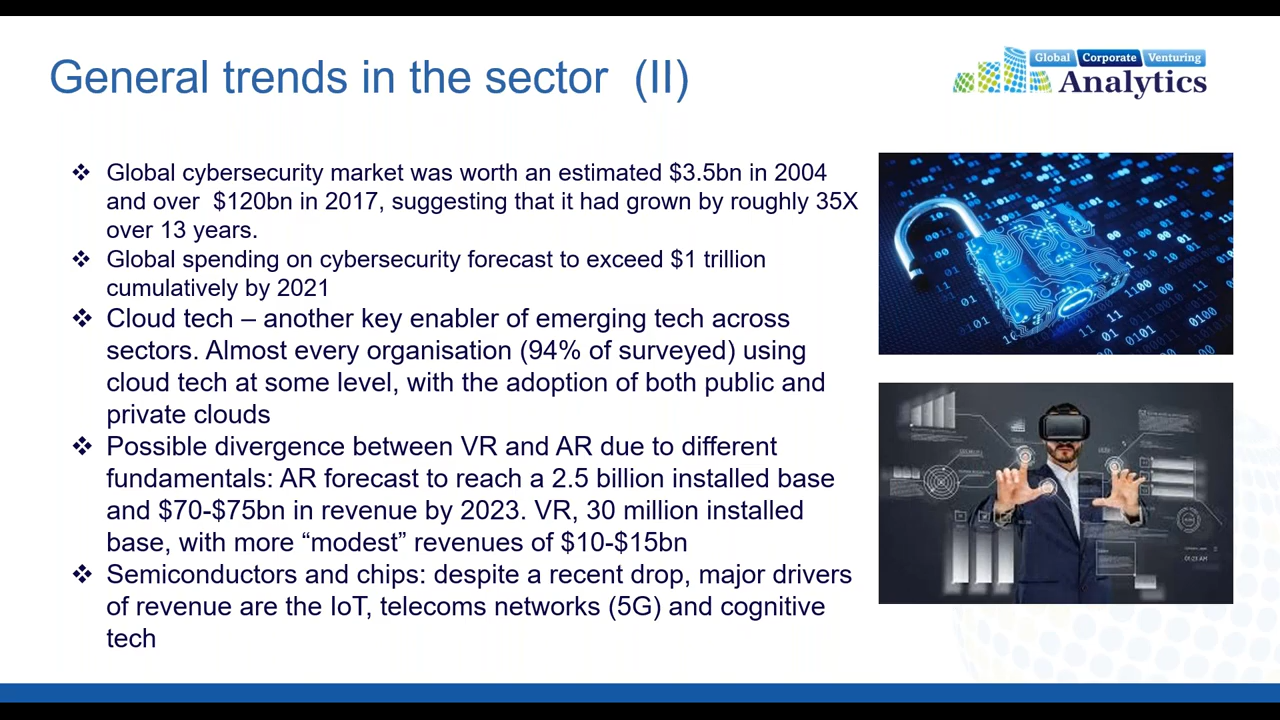 General trends in the sector (II)
Global Corporate Venturing
Analytics
❖ Global cybersecurity market was worth an estimated $3.5bn in 2004
and over $120bn in 2017, suggesting that it had grown by roughly 35X
over 13 years.
❖ Global spending on cybersecurity forecast to exceed $1 trillion
cumulatively by 2021
❖ Cloud tech – another key enabler of emerging tech across
sectors. Almost every organisation (94% of surveyed) using
cloud tech at some level, with the adoption of both public and
private clouds
❖ Possible divergence between VR and AR due to different
fundamentals: AR forecast to reach a 2.5 billion installed base
and $70-$75bn in revenue by 2023. VR, 30 million installed
base, with more “modest” revenues of $10-$15bn
❖ Semiconductors and chips: despite a recent drop, major drivers
of revenue are the IoT, telecoms networks (5G) and cognitive
tech